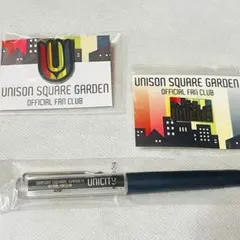 UNISON SQUARE GARDEN
OFFICIAL FAN CLUB
UNISON SQUARE GARDEN
OFFICIAL FAN CLUB
UNICITY